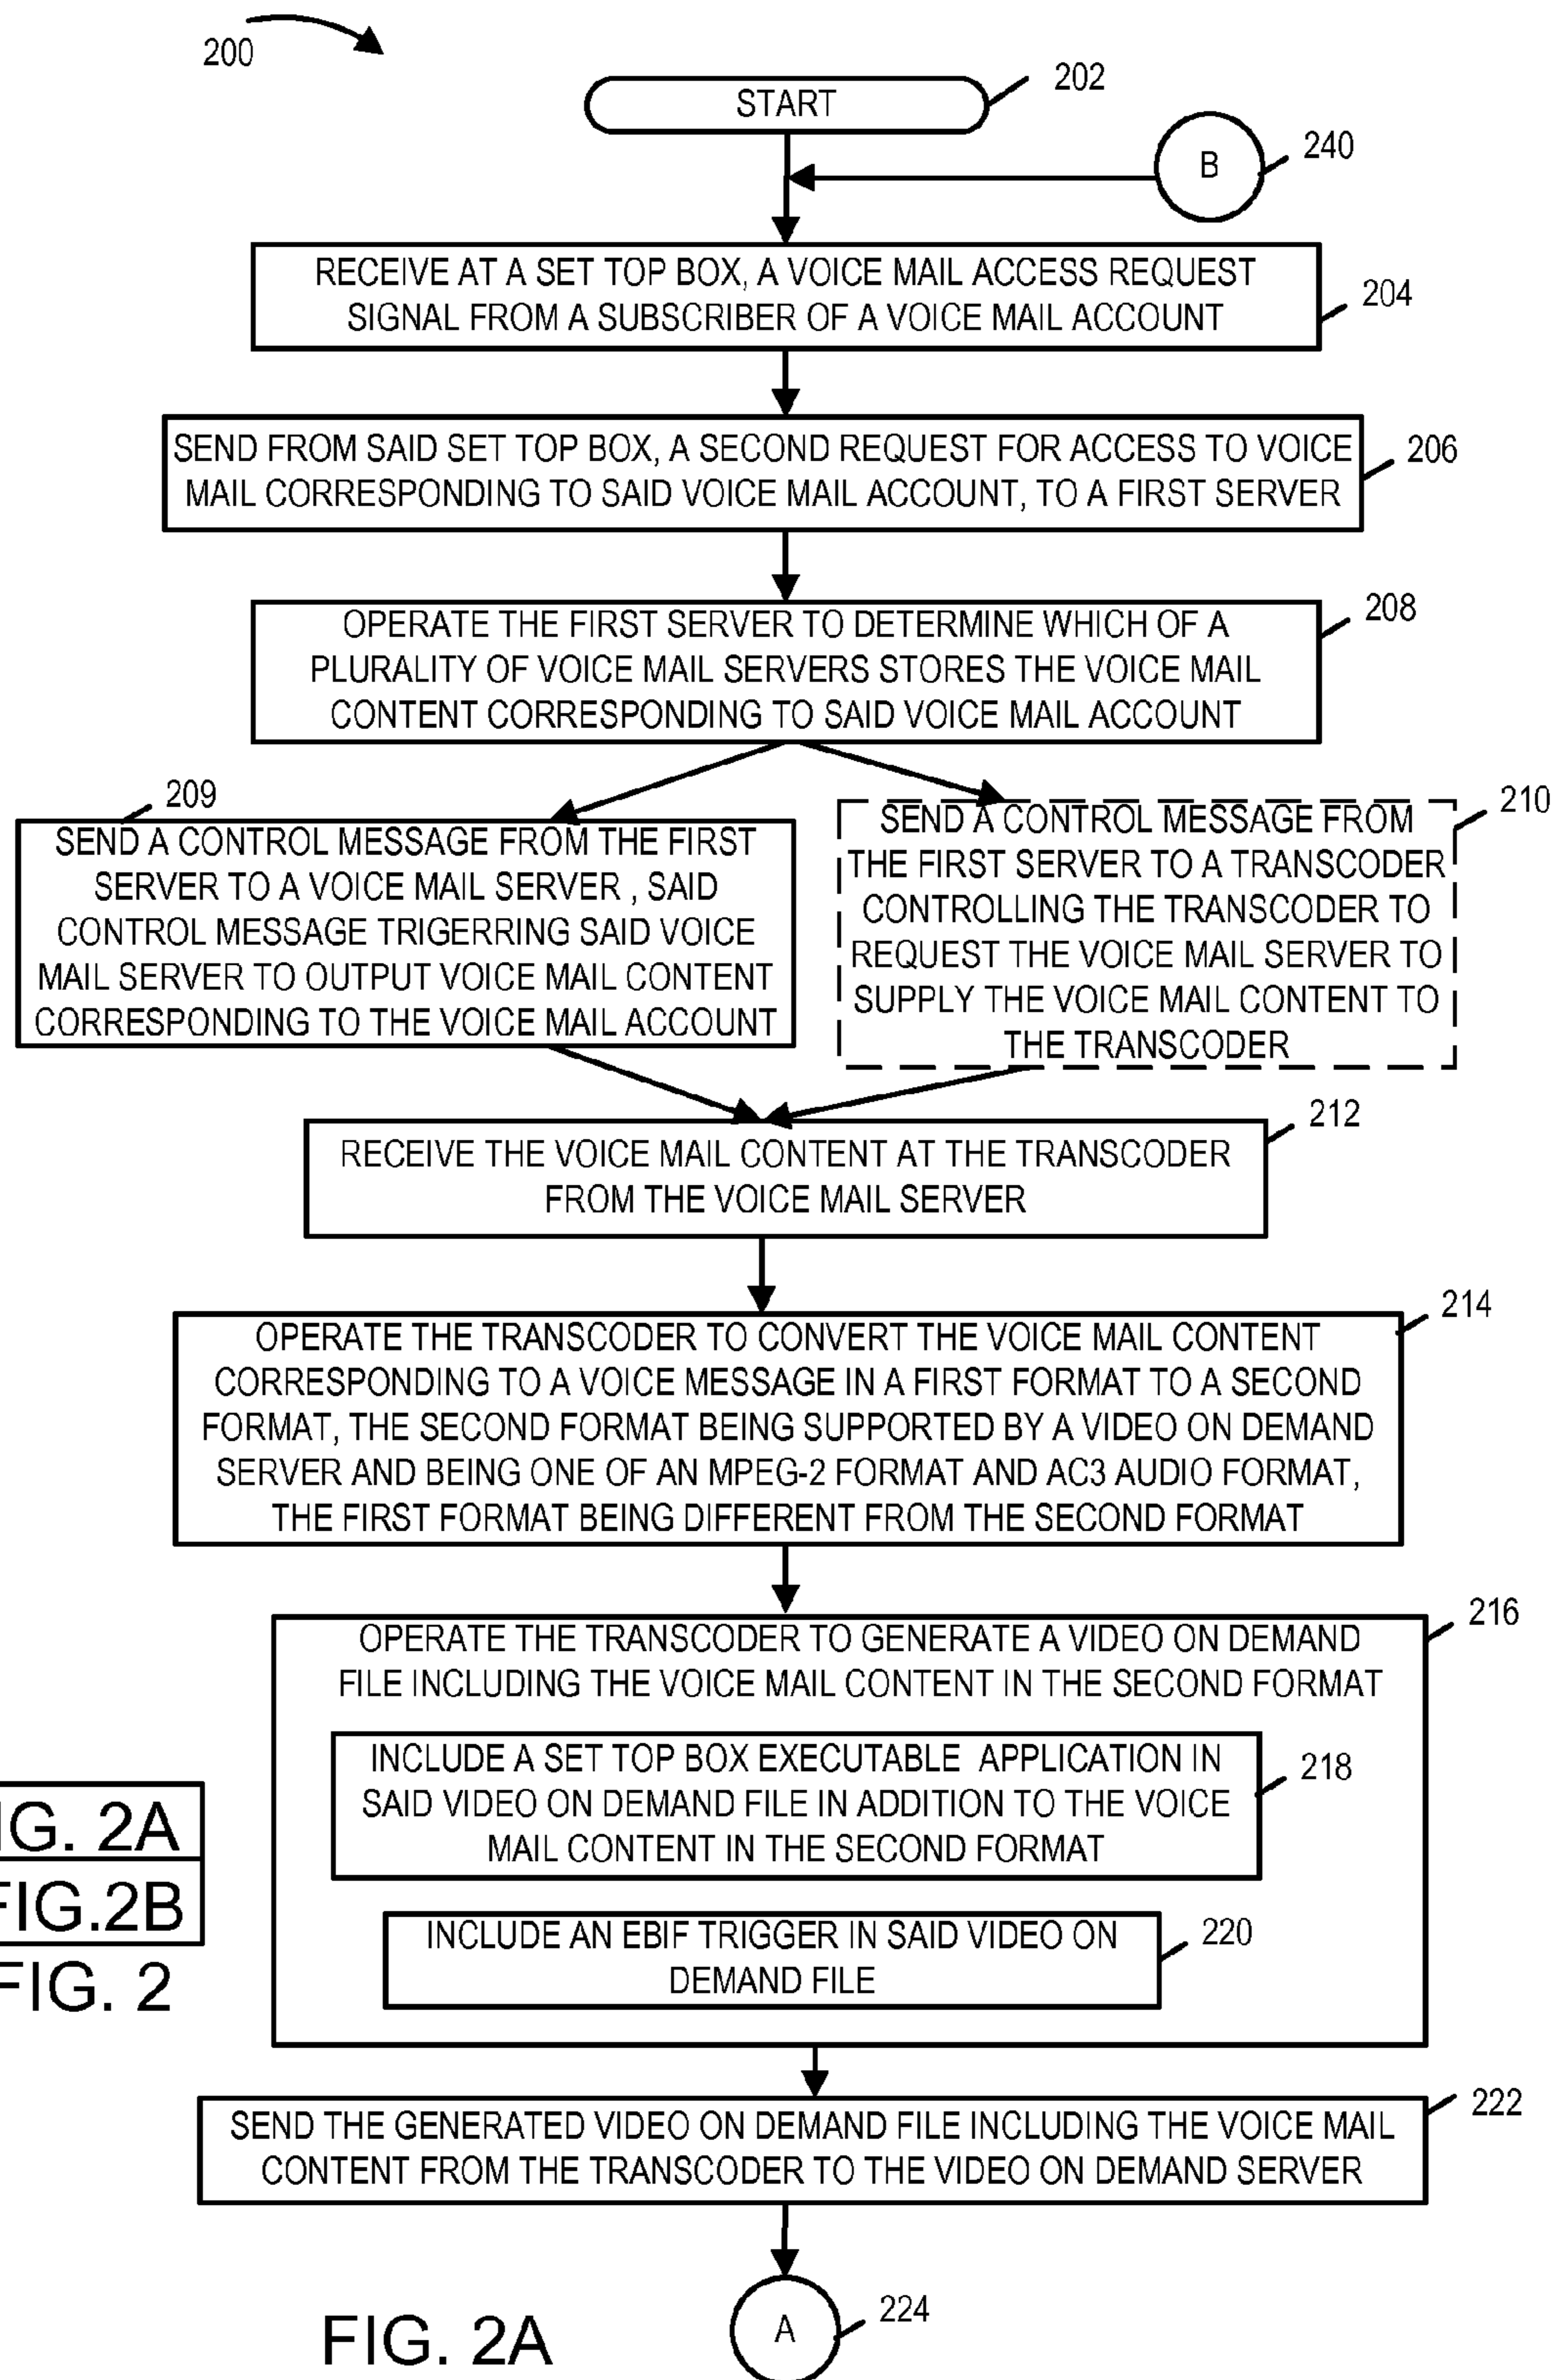 200
START
202
B
240
RECEIVE AT A SET TOP BOX, A VOICE MAIL ACCESS REQUEST
SIGNAL FROM A SUBSCRIBER OF A VOICE MAIL ACCOUNT
204
SEND FROM SAID SET TOP BOX, A SECOND REQUEST FOR ACCESS TO VOICE
MAIL CORRESPONDING TO SAID VOICE MAIL ACCOUNT, TO A FIRST SERVER
206
OPERATE THE FIRST SERVER TO DETERMINE WHICH OF A
PLURALITY OF VOICE MAIL SERVERS STORES THE VOICE MAIL
CONTENT CORRESPONDING TO SAID VOICE MAIL ACCOUNT
208
209
SEND A CONTROL MESSAGE FROM THE FIRST
SERVER TO A VOICE MAIL SERVER , SAID
CONTROL MESSAGE TRIGERRING SAID VOICE
MAIL SERVER TO OUTPUT VOICE MAIL CONTENT
CORRESPONDING TO THE VOICE MAIL ACCOUNT
210
SEND A CONTROL MESSAGE FROM
THE FIRST SERVER TO A TRANSCODER
CONTROLLING THE TRANSCODER TO
REQUEST THE VOICE MAIL SERVER TO
SUPPLY THE VOICE MAIL CONTENT TO
THE TRANSCODER
212
RECEIVE THE VOICE MAIL CONTENT AT THE TRANSCODER
FROM THE VOICE MAIL SERVER
214
OPERATE THE TRANSCODER TO CONVERT THE VOICE MAIL CONTENT
CORRESPONDING TO A VOICE MESSAGE IN A FIRST FORMAT TO A SECOND
FORMAT, THE SECOND FORMAT BEING SUPPORTED BY A VIDEO ON DEMAND
SERVER AND BEING ONE OF AN MPEG-2 FORMAT AND AC3 AUDIO FORMAT,
THE FIRST FORMAT BEING DIFFERENT FROM THE SECOND FORMAT
216
OPERATE THE TRANSCODER TO GENERATE A VIDEO ON DEMAND
FILE INCLUDING THE VOICE MAIL CONTENT IN THE SECOND FORMAT
INCLUDE A SET TOP BOX EXECUTABLE APPLICATION IN
SAID VIDEO ON DEMAND FILE IN ADDITION TO THE VOICE
MAIL CONTENT IN THE SECOND FORMAT
218
INCLUDE AN EBIF TRIGGER IN SAID VIDEO ON
DEMAND FILE
220
IG. 2A
FIG.2B
FIG. 2
SEND THE GENERATED VIDEO ON DEMAND FILE INCLUDING THE VOICE MAIL
CONTENT FROM THE TRANSCODER TO THE VIDEO ON DEMAND SERVER
222
A
224
FIG. 2A